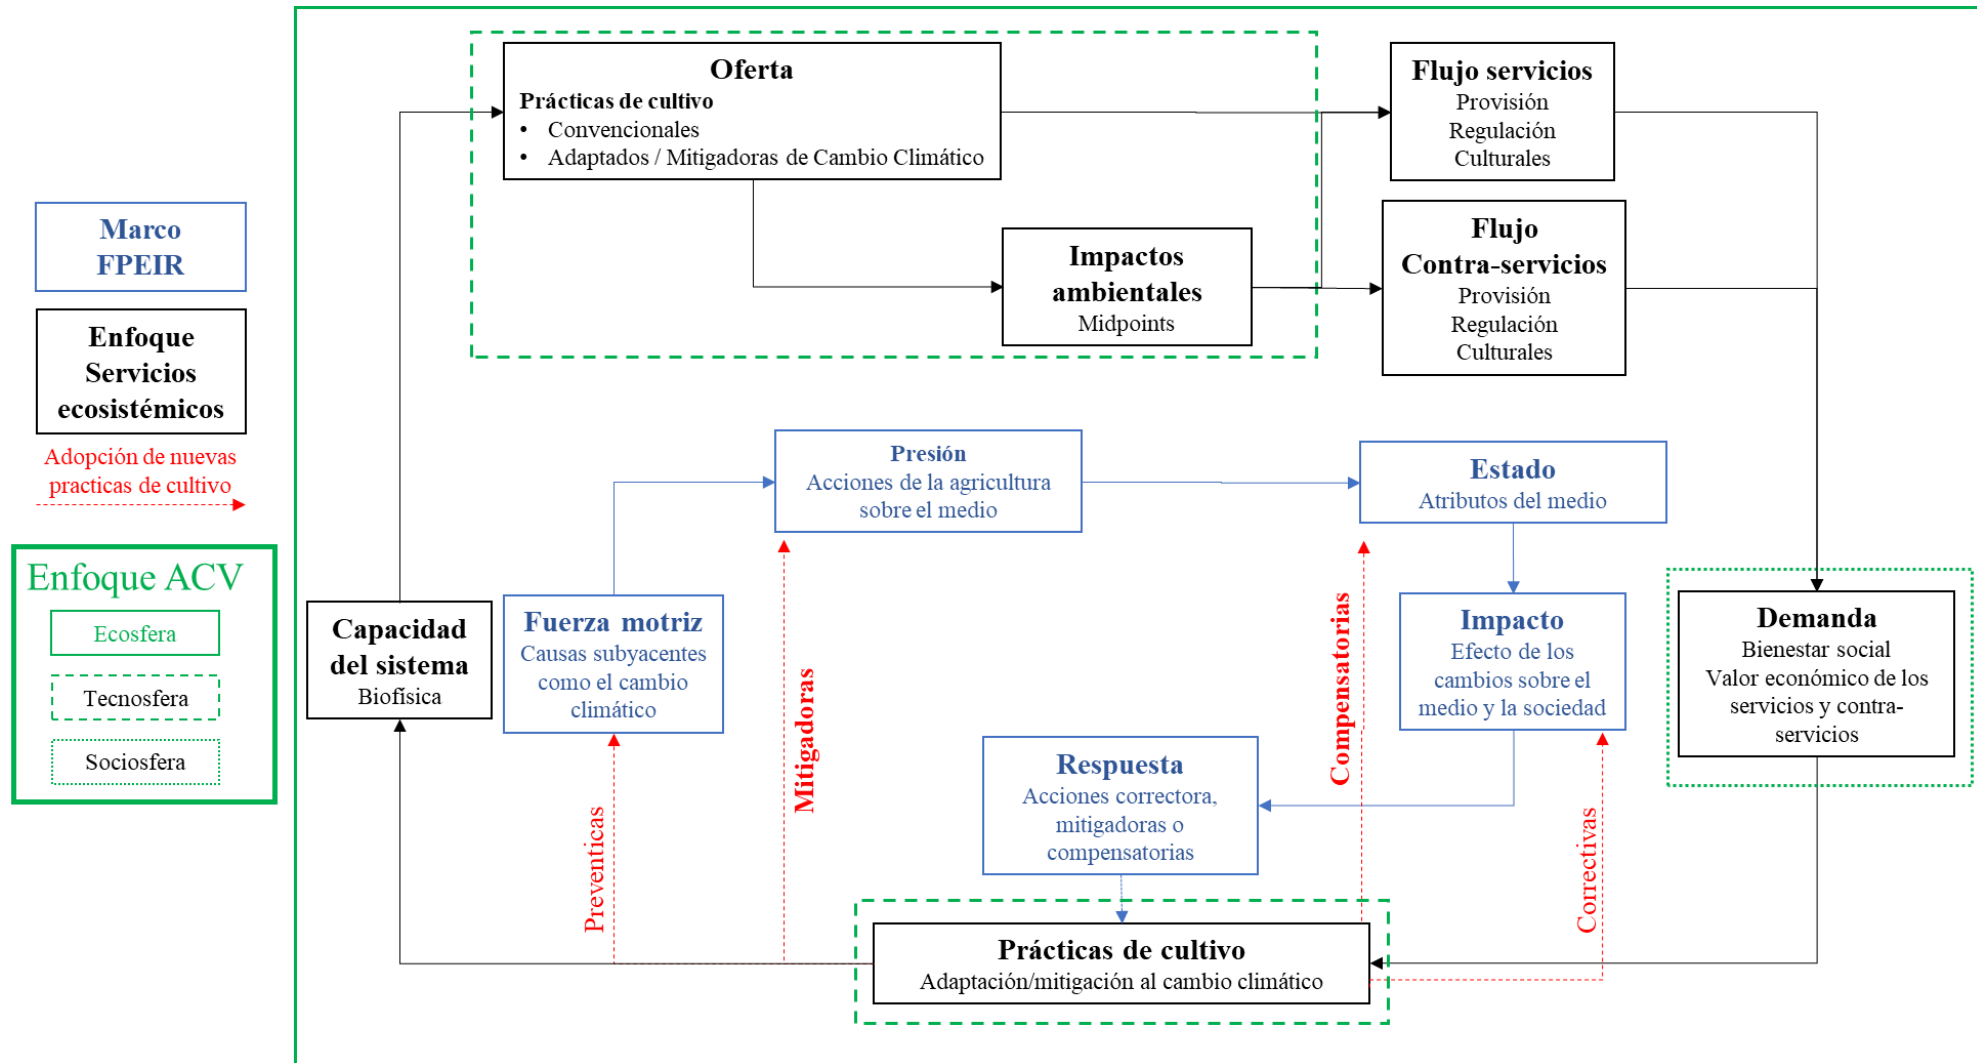 Oferta
Prácticas de cultivo
• Convencionales
• Adaptados / Mitigadoras de Cambio Climático
Flujo servicios
Provisión
Regulación
Culturales
Marco
FPEIR
Enfoque
Servicios
ecosistémicos
Adopción de nuevas
practicas de cultivo
Enfoque ACV
Ecosfera
Tecnosfera
Sociosfera
Impactos
ambientales
Midpoints
Flujo
Contra-servicios
Provisión
Regulación
Culturales
Presión
Acciones de la agricultura
sobre el medio
Estado
Atributos del medio
Capacidad
del sistema
Biofísica
Fuerza motriz
Causas subyacentes
como el cambio
climático
Mitigadoras
Compensatorias
Impacto
Efecto de los
cambios sobre el
medio y la sociedad
Demanda
Bienestar social
Valor económico de los
servicios y contra-
servicios
Respuesta
Acciones correctora,
mitigadoras o
compensatorias
Preventicas
Correctivas
Prácticas de cultivo
Adaptación/mitigación al cambio climático